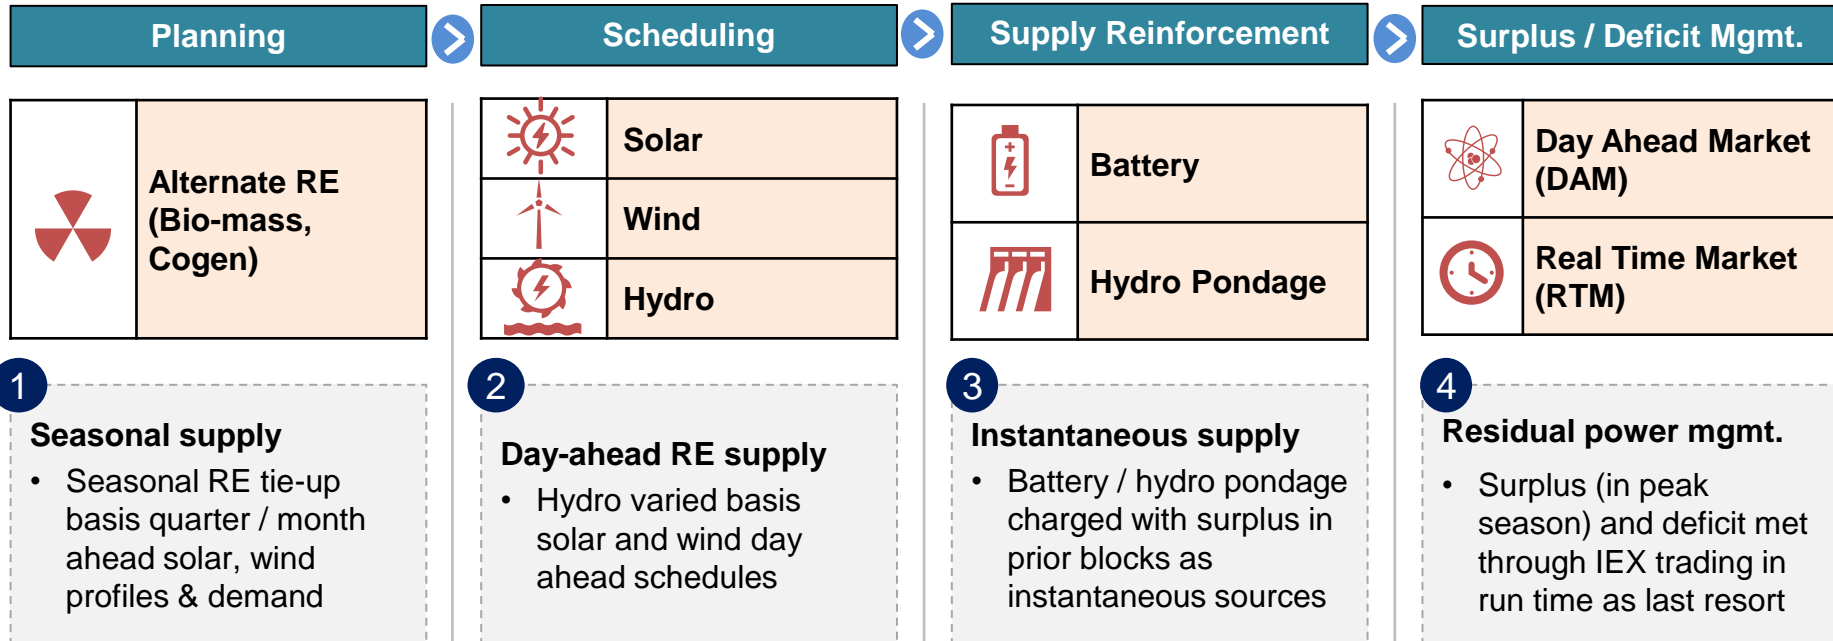 Planning
Scheduling
Supply Reinforcement
Surplus / Deficit Mgmt.
Alternate RE
(Bio-mass,
Cogen)
Solar
Wind
Hydro
Battery
Hydro Pondage
Day Ahead Market
(DAM)
Real Time Market
(RTM)
1
Seasonal supply
• Seasonal RE tie-up
basis quarter / month
ahead solar, wind
profiles & demand
2
Day-ahead RE supply
• Hydro varied basis
solar and wind day
ahead schedules
3
Instantaneous supply
• Battery / hydro pondage
charged with surplus in
prior blocks as
instantaneous sources
4
Residual power mgmt.
• Surplus (in peak
season) and deficit met
through IEX trading in
run time as last resort